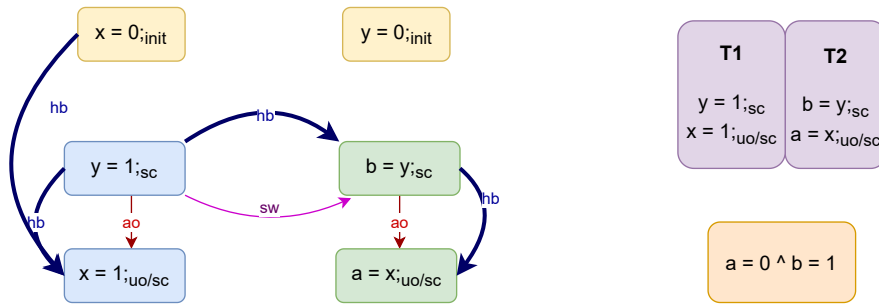 x = 0;init
y = 0;init
T1
T2
y = 1;sc
x = 1;uo/sc
b = y;sc
a = x;uo/sc
hb
hb
y = 1;sc
b = y;sc
hb
hb
ao
sw
ao
x = 1;uo/sc
a = x;uo/sc
a = 0 ^ b = 1